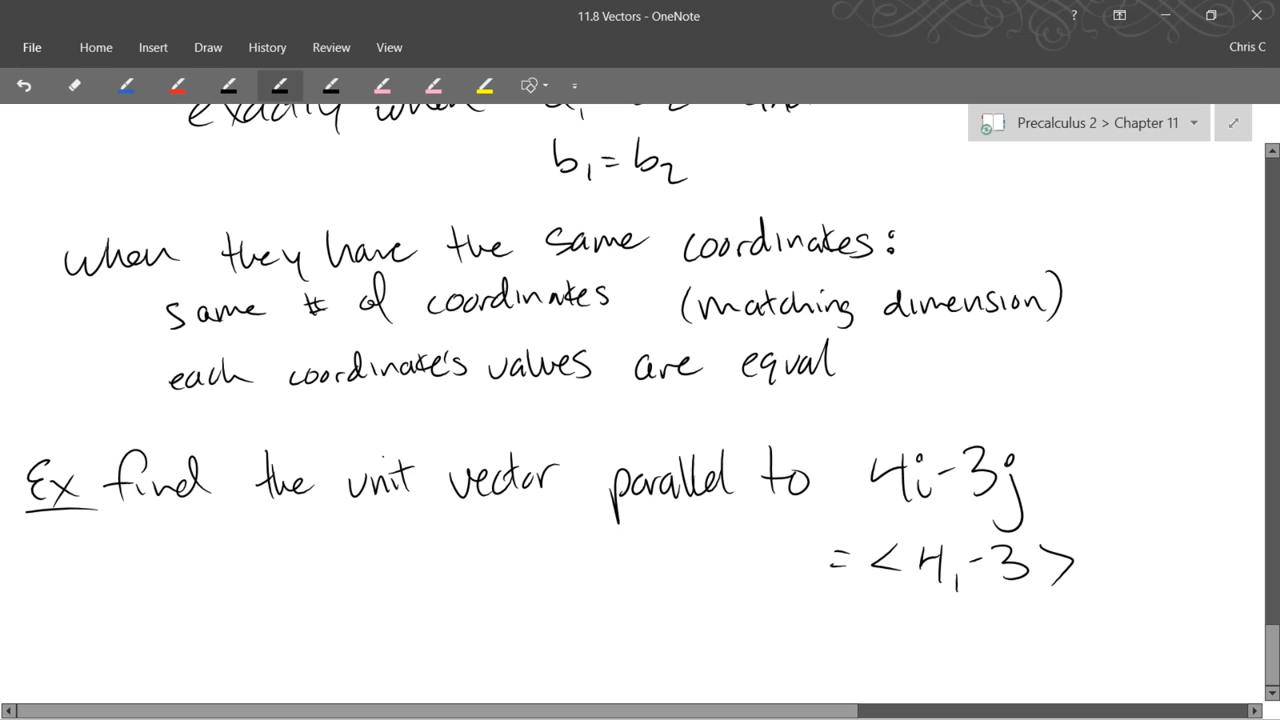 11.8 Vectors - OneNote
?
File Home Insert Draw History Review View
Chris C
Precalculus 2 > Chapter 11
exactly when
b₁ = b₂
when they have the same coordinates:
same # of coordinates (matching dimension)
each coordinate's values are equal
Ex find the unit vector parallel to 4i-3j
= <4,-3>